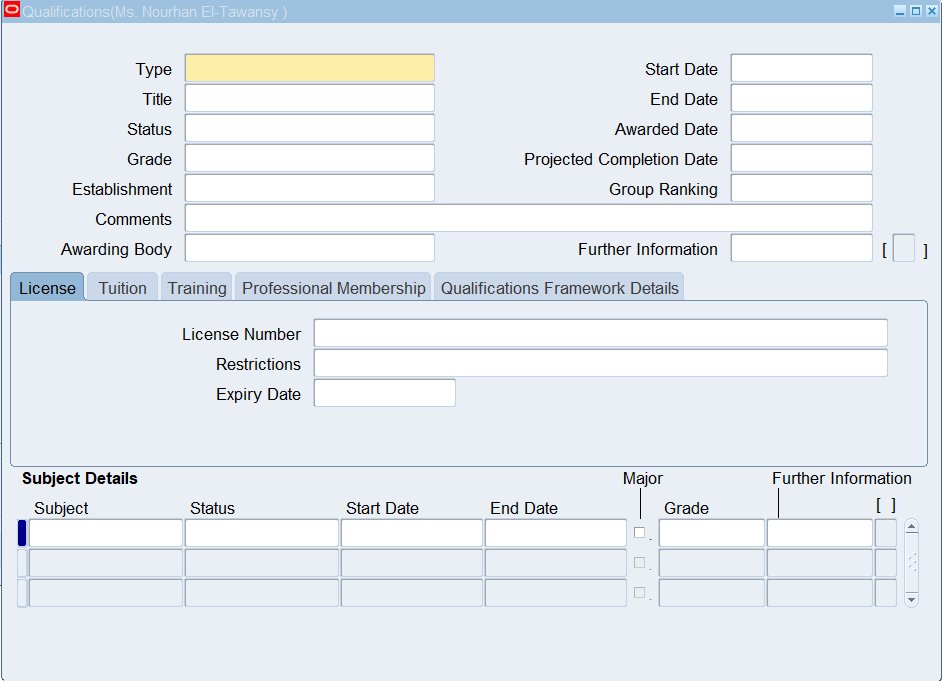 Qualifications(Ms. Nourhan El-Tawansy )
Type
Start Date
Title
End Date
Status
Awarded Date
Grade
Projected Completion Date
Establishment
Group Ranking
Comments
Awarding Body
Further Information [ ]
License Tuition Training Professional Membership Qualifications Framework Details
License Number
Restrictions
Expiry Date
Subject Details
Major
Further Information
Subject Status Start Date End Date Grade [ ]